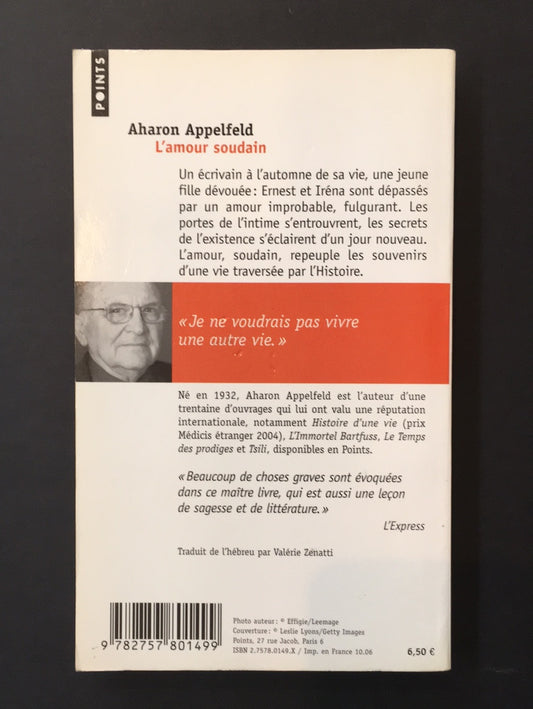 POINTS
Aharon Appelfeld
L'amour soudain
Un écrivain à l'automne de sa vie, une jeune
fille dévouée : Ernest et Iréna sont dépassés
par un amour improbable, fulgurant. Les
portes de l'intime s'entrouvrent, les secrets
de l'existence s'éclairent d'un jour nouveau.
L'amour, soudain, repeuple les souvenirs
d'une vie traversée par l'Histoire.
« Je ne voudrais pas vivre
une autre vie. »
Né en 1932, Aharon Appelfeld est l'auteur d'une
trentaine d'ouvrages qui lui ont valu une réputation
internationale, notamment Histoire d'une vie (prix
Médicis étranger 2004), L'Immortel Bartfuss, Le Temps
des prodiges et Tsili, disponibles en Points.
« Beaucoup de choses graves sont évoquées
dans ce maître livre, qui est aussi une leçon
de sagesse et de littérature. »
L'Express
Traduit de l'hébreu par Valérie Zenatti
9 782757 801499
Photo auteur : © Effigie/Leemage
Couverture : © Leslie Lyons/Getty Images
Points, 27 rue Jacob, Paris 6
ISBN 2.7578.0149.X / Imp. en France 10.06
6,50 €